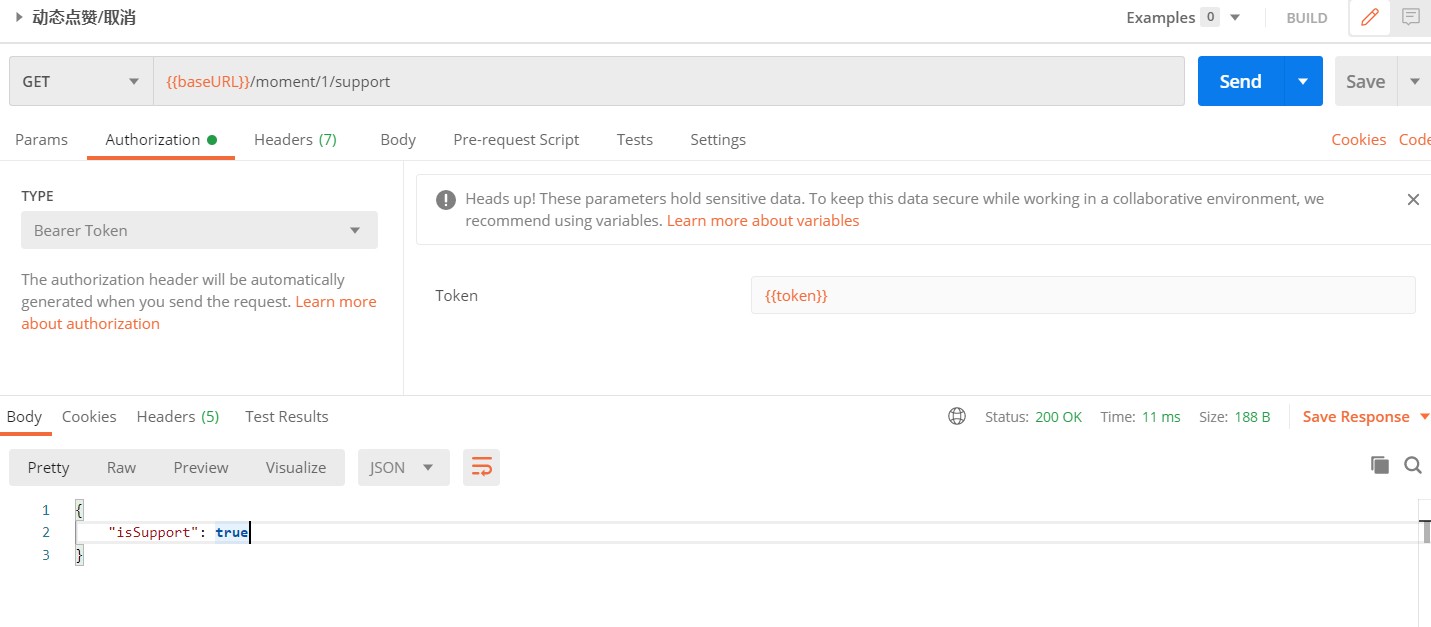 动态点赞/取消
Examples 0 BUILD
GET {{baseURL}}/moment/1/support Send Save
Params Authorization Headers (7) Body Pre-request Script Tests Settings Cookies Code
TYPE
Bearer Token
The authorization header will be automatically
generated when you send the request. Learn more
about authorization
Heads up! These parameters hold sensitive data. To keep this data secure while working in a collaborative environment, we
recommend using variables. Learn more about variables
Token {{token}}
Body Cookies Headers (5) Test Results Status: 200 OK Time: 11 ms Size: 188 B Save Response
Pretty Raw Preview Visualize JSON
1 {
2 "isSupport": true
3 }